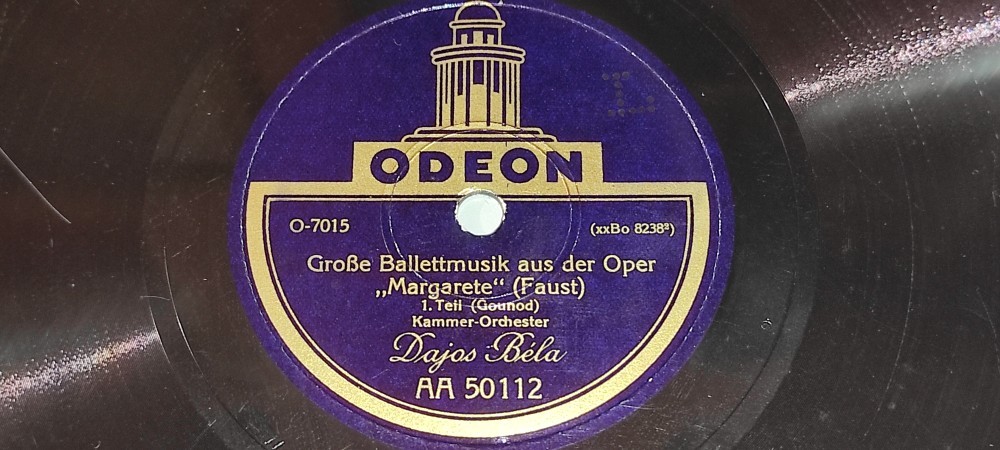 ODEON
O-7015
(xxBo 8238²)
Große Ballettmusik aus der Oper
„Margarete“ (Faust)
1. Teil (Gounod)
Kammer-Orchester
Dajos Béla
AA 50112